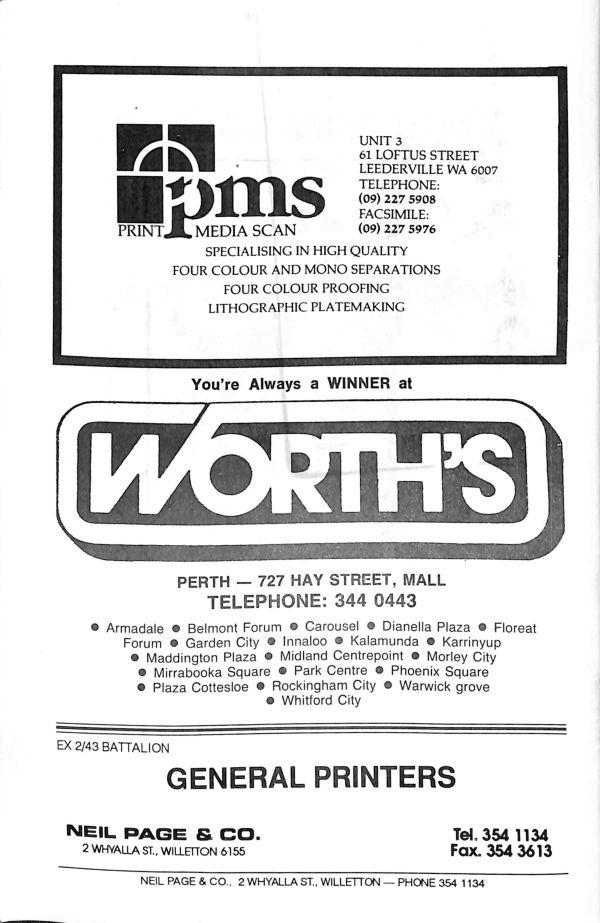 pms
PRINT MEDIA SCAN
UNIT 3
61 LOFTUS STREET
LEEDERVILLE WA 6007
TELEPHONE:
(09) 227 5908
FACSIMILE:
(09) 227 5976
SPECIALISING IN HIGH QUALITY
FOUR COLOUR AND MONO SEPARATIONS
FOUR COLOUR PROOFING
LITHOGRAPHIC PLATEMAKING
You're Always a WINNER at
WORTH'S
PERTH — 727 HAY STREET, MALL
TELEPHONE: 344 0443
● Armadale ● Belmont Forum ● Carousel ● Dianella Plaza ● Floreat
Forum ● Garden City ● Innaloo ● Kalamunda ● Karrinyup
● Maddington Plaza ● Midland Centrepoint ● Morley City
● Mirrabooka Square ● Park Centre ● Phoenix Square
● Plaza Cottesloe ● Rockingham City ● Warwick grove
● Whitford City
EX 2/43 BATTALION
GENERAL PRINTERS
NEIL PAGE & CO.
2 WHYALLA ST., WILLETTON 6155
Tel. 354 1134
Fax. 354 3613
NEIL PAGE & CO., 2 WHYALLA ST., WILLETTON — PHONE 354 1134